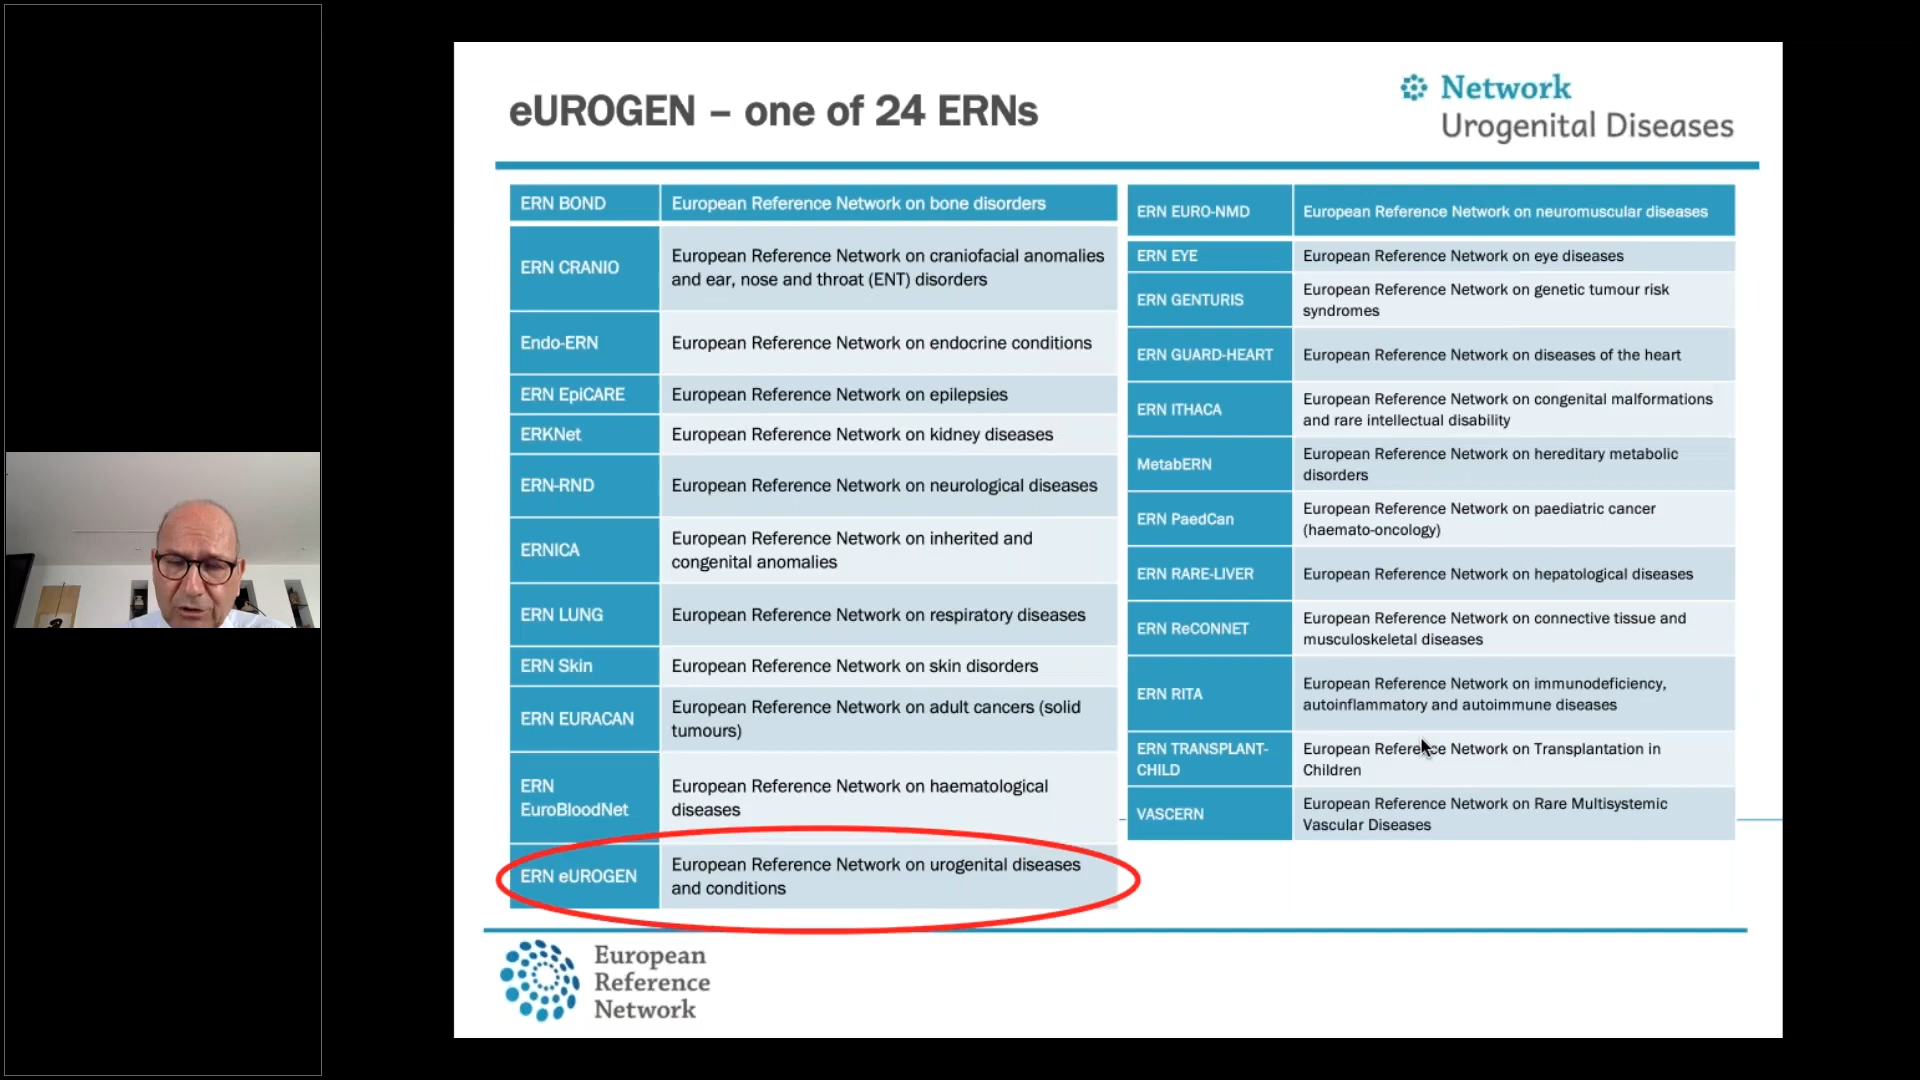 eUROGEN – one of 24 ERNs
Network
Urogenital Diseases
ERN BOND
European Reference Network on bone disorders
ERN CRANIO
European Reference Network on craniofacial anomalies
and ear, nose and throat (ENT) disorders
Endo-ERN
European Reference Network on endocrine conditions
ERN EpiCARE
European Reference Network on epilepsies
ERKNet
European Reference Network on kidney diseases
ERN-RND
European Reference Network on neurological diseases
ERNICA
European Reference Network on inherited and
congenital anomalies
ERN LUNG
European Reference Network on respiratory diseases
ERN Skin
European Reference Network on skin disorders
ERN EURACAN
European Reference Network on adult cancers (solid
tumours)
ERN
EuroBloodNet
European Reference Network on haematological
diseases
ERN eUROGEN
European Reference Network on urogenital diseases
and conditions
ERN EURO-NMD
European Reference Network on neuromuscular diseases
ERN EYE
European Reference Network on eye diseases
ERN GENTURIS
European Reference Network on genetic tumour risk
syndromes
ERN GUARD-HEART
European Reference Network on diseases of the heart
ERN ITHACA
European Reference Network on congenital malformations
and rare intellectual disability
MetabERN
European Reference Network on hereditary metabolic
disorders
ERN PaedCan
European Reference Network on paediatric cancer
(haemato-oncology)
ERN RARE-LIVER
European Reference Network on hepatological diseases
ERN ReCONNET
European Reference Network on connective tissue and
musculoskeletal diseases
ERN RITA
European Reference Network on immunodeficiency,
autoinflammatory and autoimmune diseases
ERN TRANSPLANT-
CHILD
European Reference Network on Transplantation in
Children
VASCERN
European Reference Network on Rare Multisystemic
Vascular Diseases
European
Reference
Network